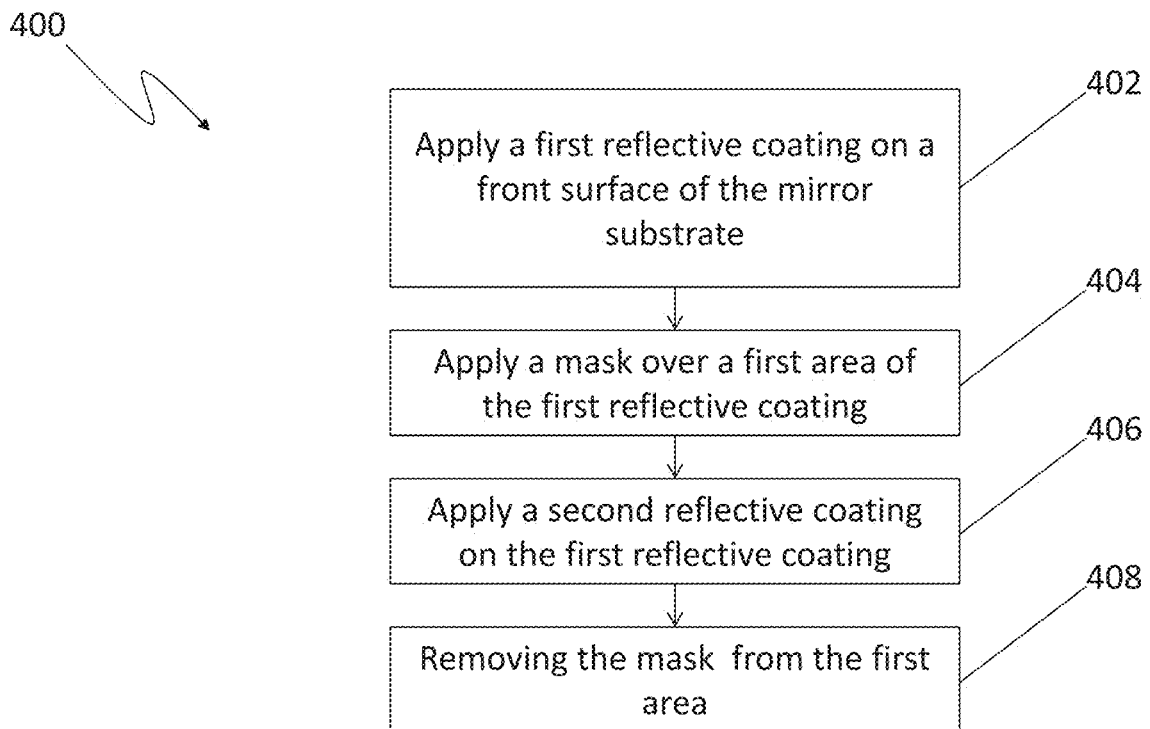 400
402
Apply a first reflective coating on a
front surface of the mirror
substrate
404
Apply a mask over a first area of
the first reflective coating
406
Apply a second reflective coating
on the first reflective coating
408
Removing the mask from the first
area